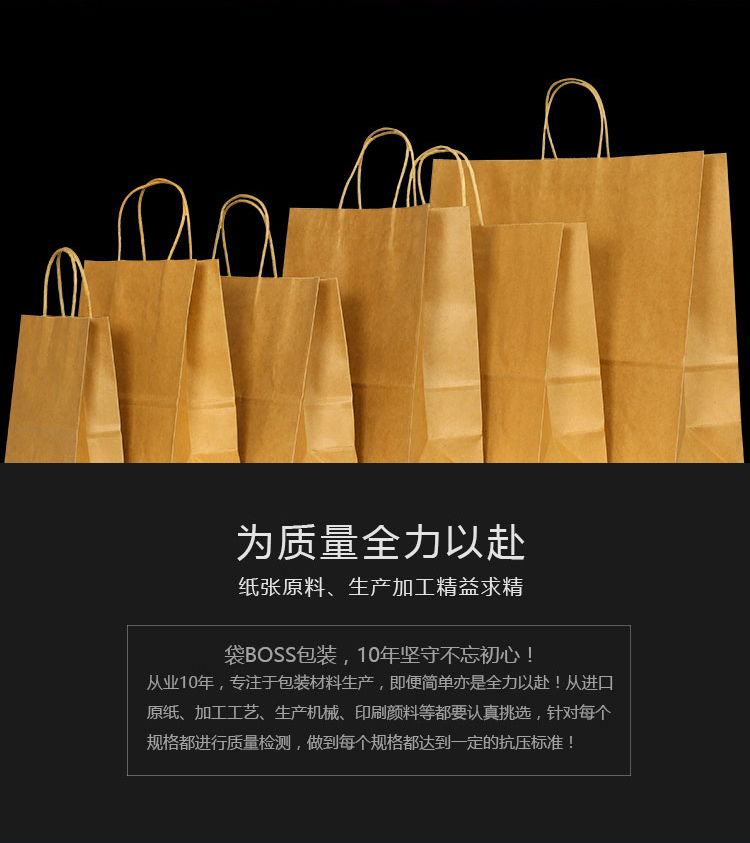 为质量全力以赴
纸张原料、生产加工精益求精
袋BOSS包装，10年坚守不忘初心！
从业10年，专注于包装材料生产，即便简单亦是全力以赴！从进口
原纸、加工工艺、生产机械、印刷颜料等都要认真挑选，针对每个
规格都进行质量检测，做到每个规格都达到一定的抗压标准！